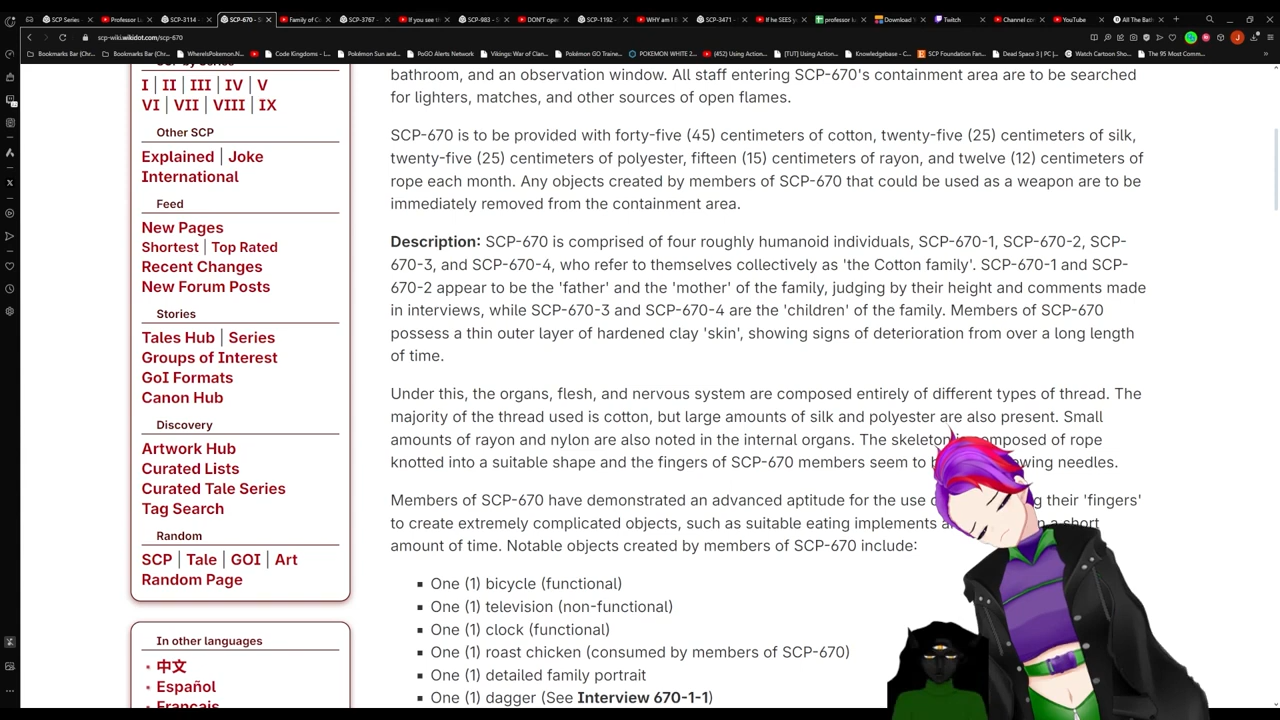 SCP Series
Professor La
SCP-3114 -
SCP-670 - S
Family of Co
SCP-3767 -
If you see th
SCP-983 - S
DON'T open
SCP-1192 -
WHY am I B
SCP-3471 -
If he SEES yo
professor la
Download T
Twitch
Channel con
YouTube
All The Bath
scp-wiki.wikidot.com/scp-670
Bookmarks Bar (Chr...
Bookmarks Bar (Chr...
WhereIsPokemon.N...
Code Kingdoms - I...
Pokémon Sun and...
PoGO Alerts Network
Vikings: War of Clan...
Pokémon GO Traine...
POKEMON WHITE 2...
(452) Using Action...
[TUT] Using Action...
Knowledgebase - C...
SCP Foundation Fan...
Dead Space 3 | PC |...
Watch Cartoon Sho...
The 95 Most Comm...
SCP by Series
I | II | III | IV | V
VI | VII | VIII | IX
Other SCP
Explained | Joke
International
Feed
New Pages
Shortest | Top Rated
Recent Changes
New Forum Posts
Stories
Tales Hub | Series
Groups of Interest
GoI Formats
Canon Hub
Discovery
Artwork Hub
Curated Lists
Curated Tale Series
Tag Search
Random
SCP | Tale | GOI | Art
Random Page
In other languages
中文
Español
Français
bathroom, and an observation window. All staff entering SCP-670's containment area are to be searched
for lighters, matches, and other sources of open flames.
SCP-670 is to be provided with forty-five (45) centimeters of cotton, twenty-five (25) centimeters of silk,
twenty-five (25) centimeters of polyester, fifteen (15) centimeters of rayon, and twelve (12) centimeters of
rope each month. Any objects created by members of SCP-670 that could be used as a weapon are to be
immediately removed from the containment area.
Description: SCP-670 is comprised of four roughly humanoid individuals, SCP-670-1, SCP-670-2, SCP-
670-3, and SCP-670-4, who refer to themselves collectively as 'the Cotton family'. SCP-670-1 and SCP-
670-2 appear to be the 'father' and the 'mother' of the family, judging by their height and comments made
in interviews, while SCP-670-3 and SCP-670-4 are the 'children' of the family. Members of SCP-670
possess a thin outer layer of hardened clay 'skin', showing signs of deterioration from over a long length
of time.
Under this, the organs, flesh, and nervous system are composed entirely of different types of thread. The
majority of the thread used is cotton, but large amounts of silk and polyester are also present. Small
amounts of rayon and nylon are also noted in the internal organs. The skeleton composed of rope
knotted into a suitable shape and the fingers of SCP-670 members seem to needles.
Members of SCP-670 have demonstrated an advanced aptitude for the use their 'fingers'
to create extremely complicated objects, such as suitable eating implements a short
amount of time. Notable objects created by members of SCP-670 include:
One (1) bicycle (functional)
One (1) television (non-functional)
One (1) clock (functional)
One (1) roast chicken (consumed by members of SCP-670)
One (1) detailed family portrait
One (1) dagger (See Interview 670-1-1)